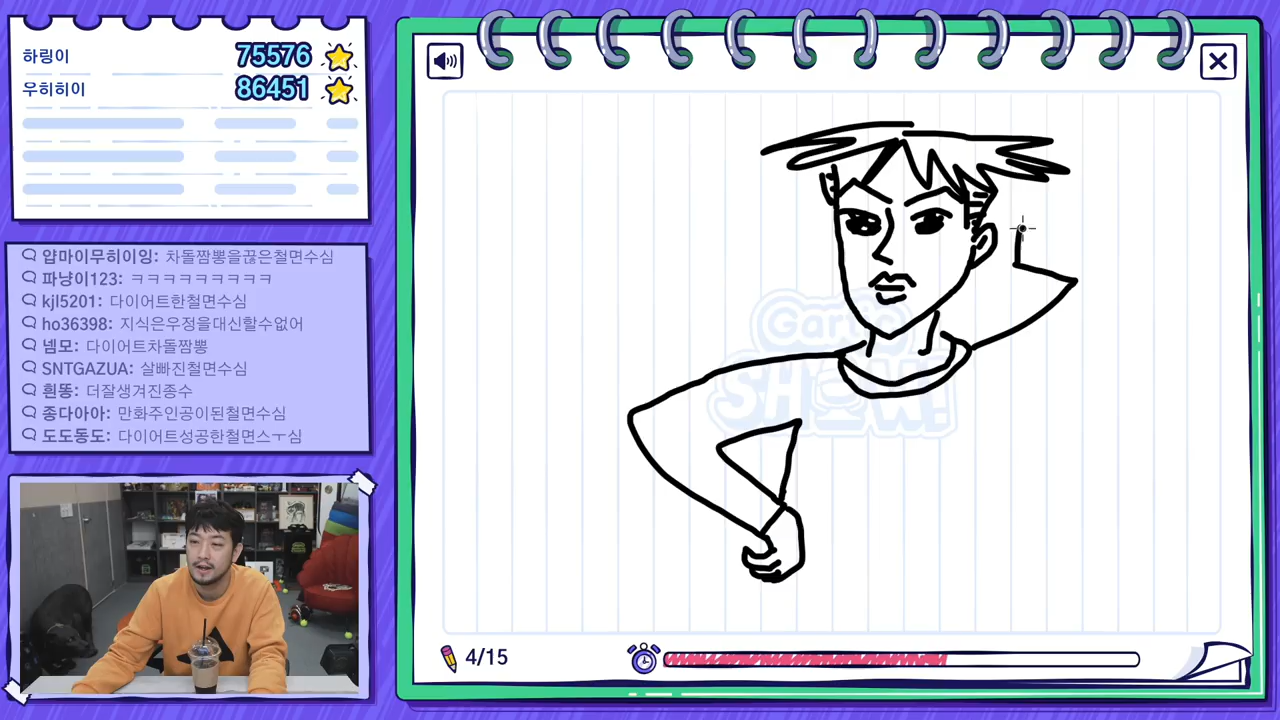 하링이 75576
우히히이 86451
얍마이무히이잉: 차돌짬뽕을끊은철면수심
파냥이123: ㅋㅋㅋㅋㅋㅋㅋㅋㅋ
kjl5201: 다이어트한철면수심
ho36398: 지식은우정을대신할수없어
넴모: 다이어트차돌짬뽕
SNTGAZUA: 살빠진철면수심
흰똥: 더잘생겨진종수
종다아아: 만화주인공이된철면수심
도도동도: 다이어트성공한철면스ㅜ심
Gartic
SHOW!
4/15